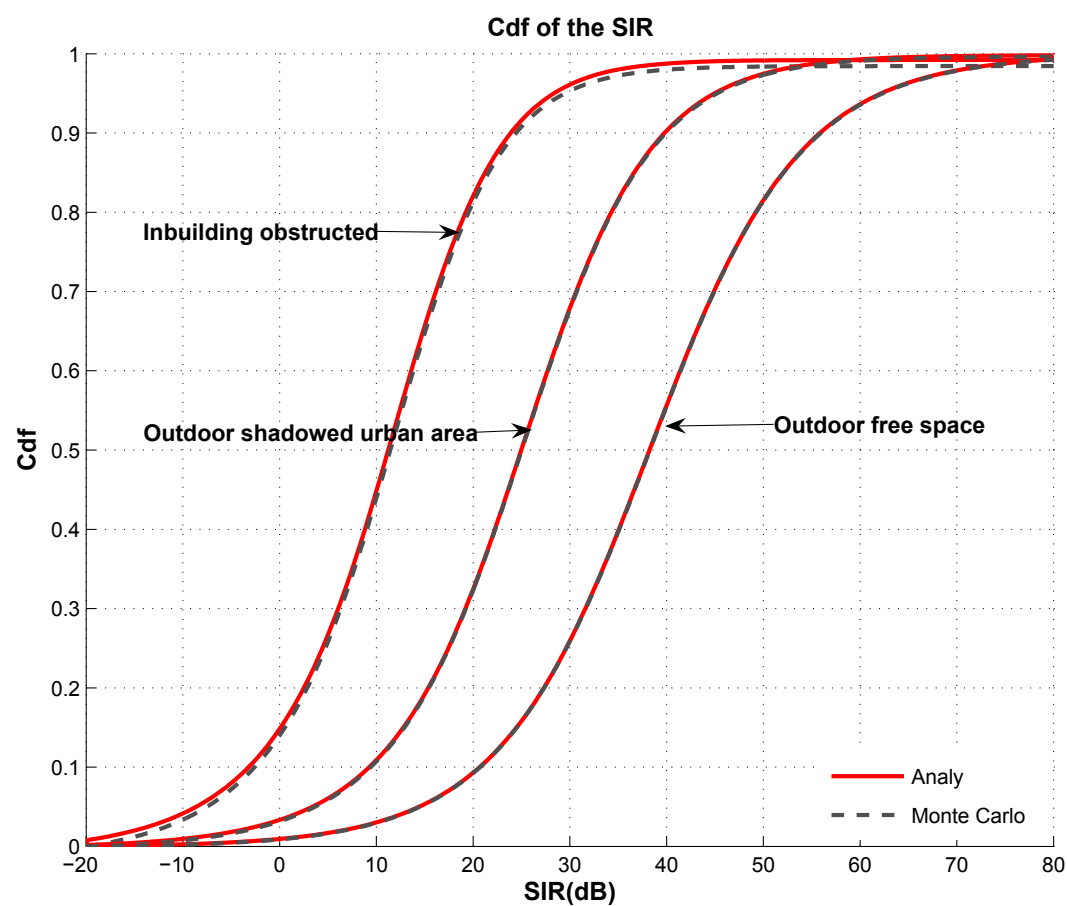 Cdf of the SIR
1
0.9
0.8
Inbuilding obstructed
0.7
0.6
Outdoor shadowed urban area
Outdoor free space
0.5
Cdf
0.4
0.3
0.2
0.1
Analy
Monte Carlo
0
−20 −10 0 10 20 30 40 50 60 70 80
SIR(dB)